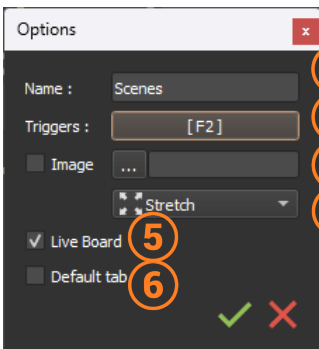 Options
x
Name : Scenes
Triggers : [ F2 ]
Image ...
Stretch
Live Board 5
Default tab 6